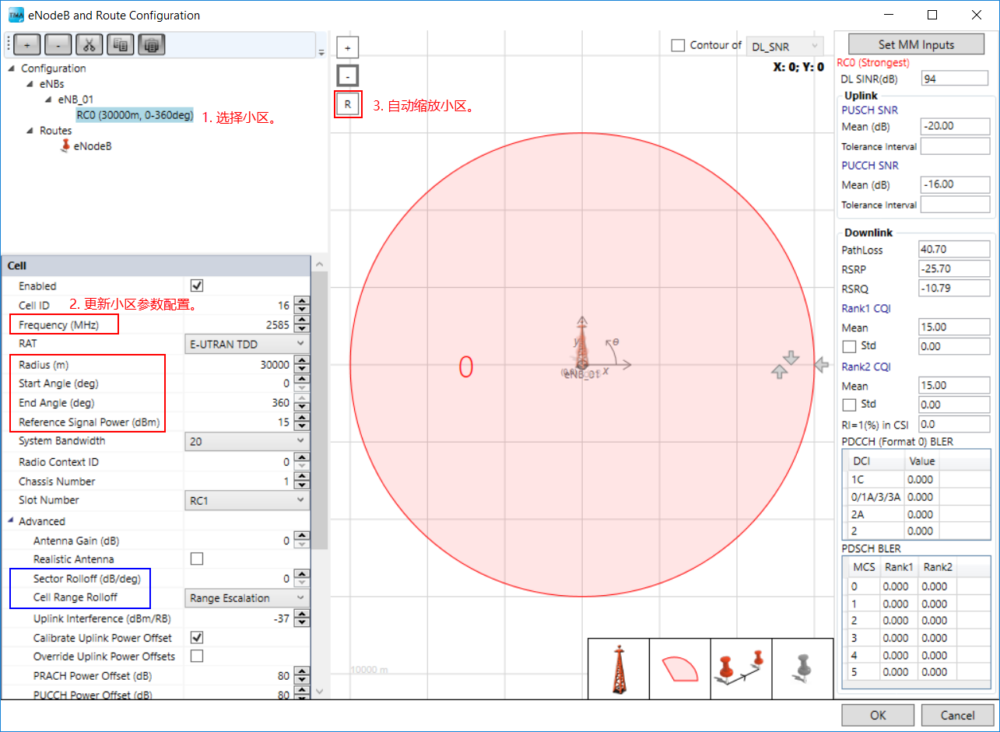 TMA eNodeB and Route Configuration
+ -
Configuration
eNBs
eNB_01
RC0 (30000m, 0-360deg)
1. 选择小区。
Routes
eNodeB
Cell
Enabled
Cell ID 16
2. 更新小区参数配置。
Frequency (MHz) 2585
RAT E-UTRAN TDD
Radius (m) 30000
Start Angle (deg) 0
End Angle (deg) 360
Reference Signal Power (dBm) 15
System Bandwidth 20
Radio Context ID 0
Chassis Number 1
Slot Number RC1
Advanced
Antenna Gain (dB) 0
Realistic Antenna
Sector Rolloff (dB/deg) 0
Cell Range Rolloff Range Escalation
Uplink Interference (dBm/RB) -37
Calibrate Uplink Power Offset
Override Uplink Power Offsets
PRACH Power Offset (dB) 80
PUCCH Power Offset (dB) 80
+
-
R
3. 自动缩放小区。
Contour of DL_SNR
X: 0; Y: 0
0
y θ
x
eNB_01
10000 m
Set MM Inputs
RC0 (Strongest)
DL SINR(dB) 94
Uplink
PUSCH SNR
Mean (dB) -20.00
Tolerance Interval
PUCCH SNR
Mean (dB) -16.00
Tolerance Interval
Downlink
PathLoss 40.70
RSRP -25.70
RSRQ -10.79
Rank1 CQI
Mean 15.00
Std 0.00
Rank2 CQI
Mean 15.00
Std 0.00
RI=1(%) in CSI 0.0
PDCCH (Format 0) BLER
DCI Value
1C 0.000
0/1A/3/3A 0.000
2A 0.000
2 0.000
PDSCH BLER
MCS Rank1 Rank2
0 0.000 0.000
1 0.000 0.000
2 0.000 0.000
3 0.000 0.000
4 0.000 0.000
5 0.000 0.000
OK Cancel